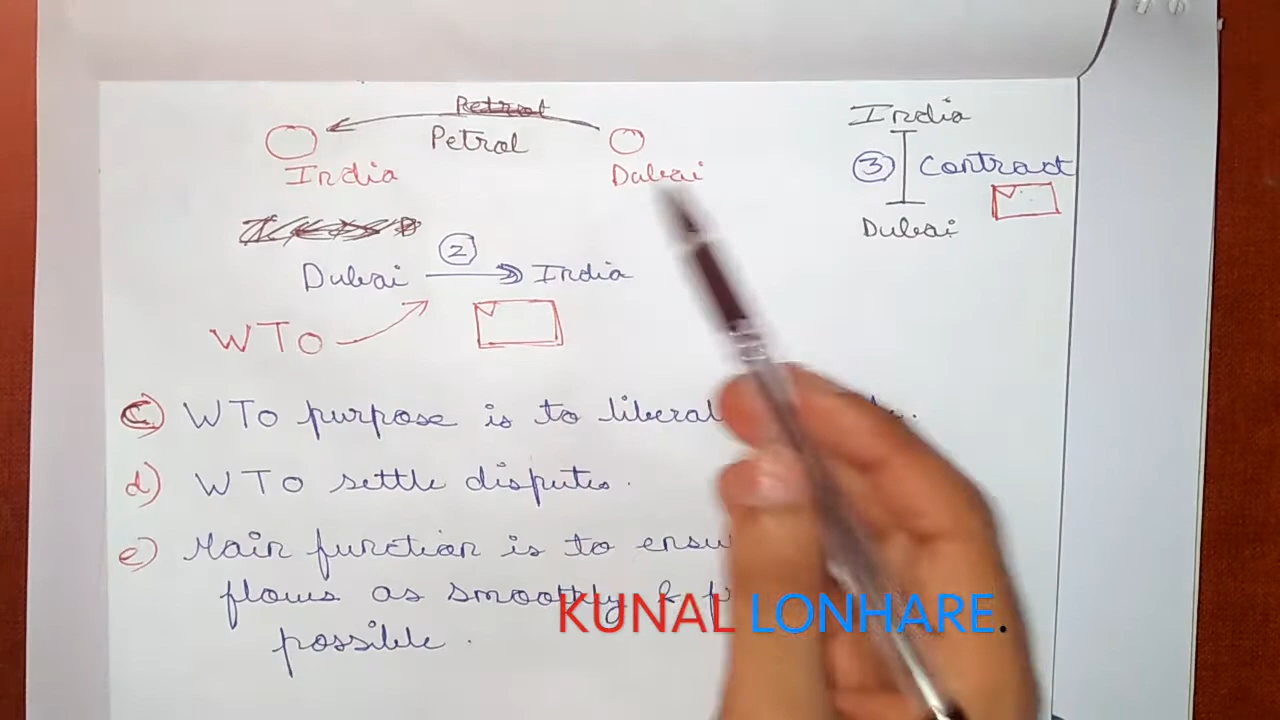 Petrol
Petrol
India
Dubai
India
③ Contract
Dubai
②
Dubai India
WTO
c) WTO purpose is to liberal
d) WTO settle disputes.
e) Main function is to ensu
flows as smoothly & p
possible.
KUNAL LONHARE.